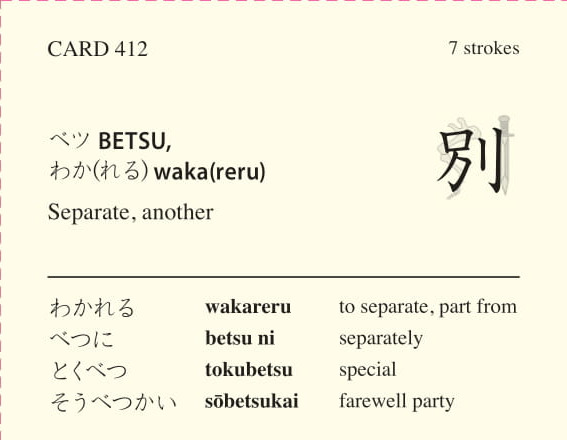 CARD 412 7 strokes
ベツ BETSU,
わか(れる) waka(reru)
別
Separate, another
わかれる wakareru to separate, part from
べつに betsu ni separately
とくべつ tokubetsu special
そうべつかい sōbetsukai farewell party